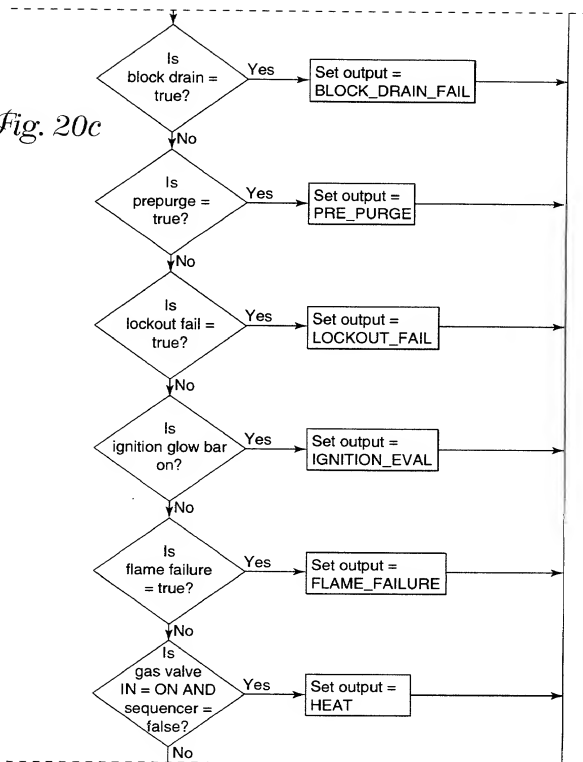 Is
block drain =
true?
Yes
Set output =
BLOCK_DRAIN_FAIL
Fig. 20c
No
Is
prepurge =
true?
Yes
Set output =
PRE_PURGE
No
Is
lockout fail =
true?
Yes
Set output =
LOCKOUT_FAIL
No
Is
ignition glow bar
on?
Yes
Set output =
IGNITION_EVAL
No
Is
flame failure
= true?
Yes
Set output =
FLAME_FAILURE
No
Is
gas valve
IN = ON AND
sequencer =
false?
Yes
Set output =
HEAT
No